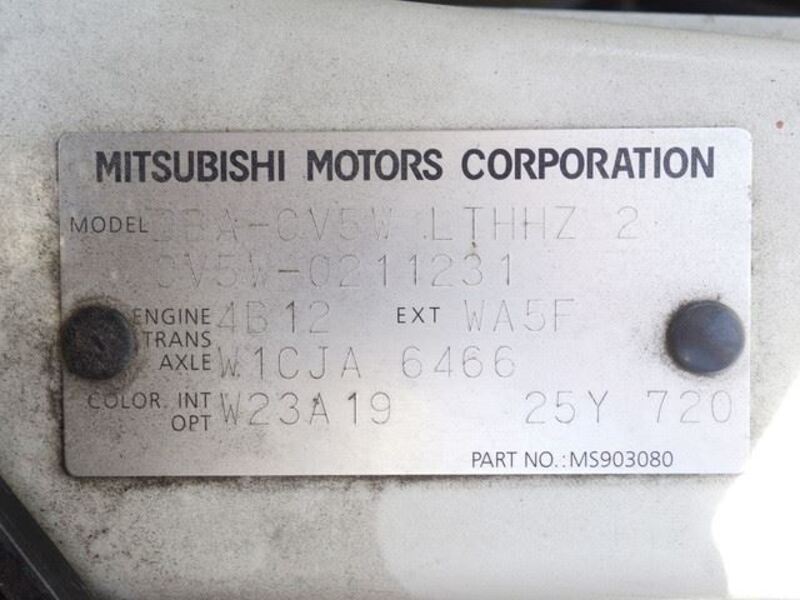 MITSUBISHI MOTORS CORPORATION
MODEL DBA-CV5W LTHHZ 2
CV5W-0211231
ENGINE 4B12 EXT WA5F
TRANS
AXLE W1CJA 6466
COLOR INT
OPT W23A19 25Y 720
PART NO.: MS903080